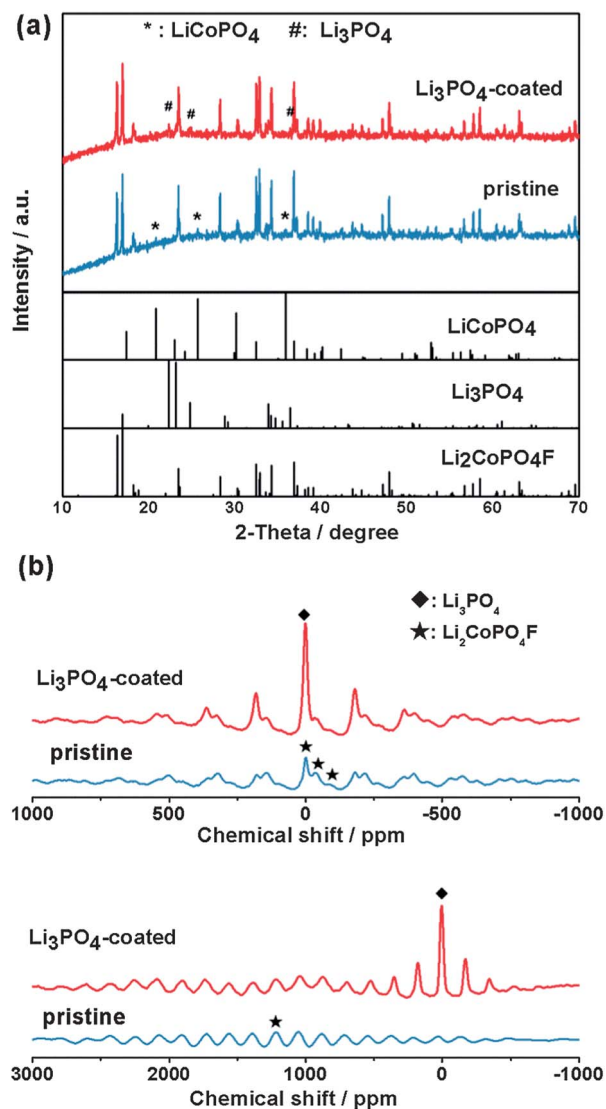 (a)
* : LiCoPO₄ #: Li₃PO₄
# # #
Li₃PO₄-coated
pristine
* * *
Intensity / a.u.
LiCoPO₄
Li₃PO₄
Li₂CoPO₄F
10 20 30 40 50 60 70
2-Theta / degree
(b)
◆: Li₃PO₄
★: Li₂CoPO₄F
Li₃PO₄-coated
pristine
1000 500 0 -500 -1000
Chemical shift / ppm
Li₃PO₄-coated
pristine
3000 2000 1000 0 -1000
Chemical shift / ppm